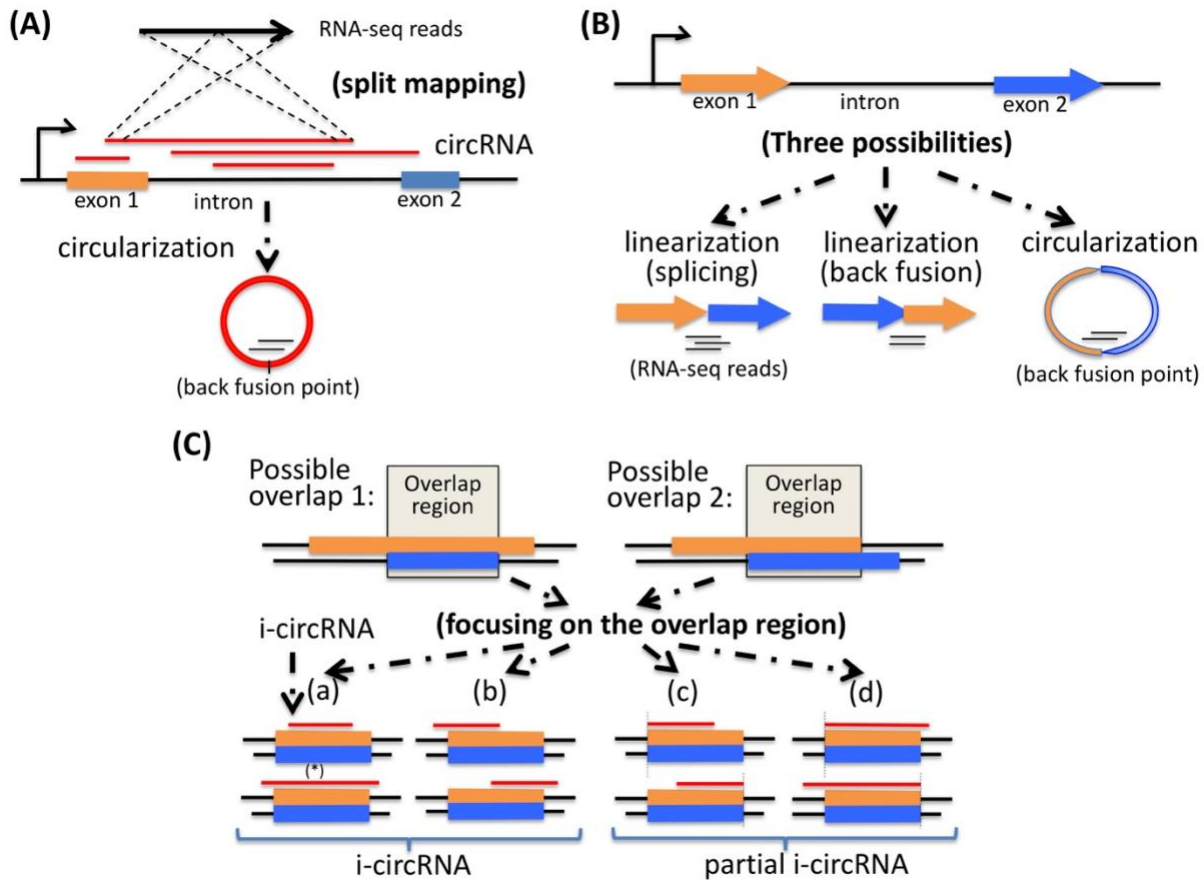 (A)
RNA-seq reads
(split mapping)
circRNA
exon 1
intron
exon 2
circularization
(back fusion point)
(B)
exon 1
intron
exon 2
(Three possibilities)
linearization
(splicing)
(RNA-seq reads)
linearization
(back fusion)
circularization
(back fusion point)
(C)
Possible
overlap 1:
Overlap
region
Possible
overlap 2:
Overlap
region
(focusing on the overlap region)
i-circRNA
(a)
(b)
(c)
(d)
(*)
i-circRNA
partial i-circRNA